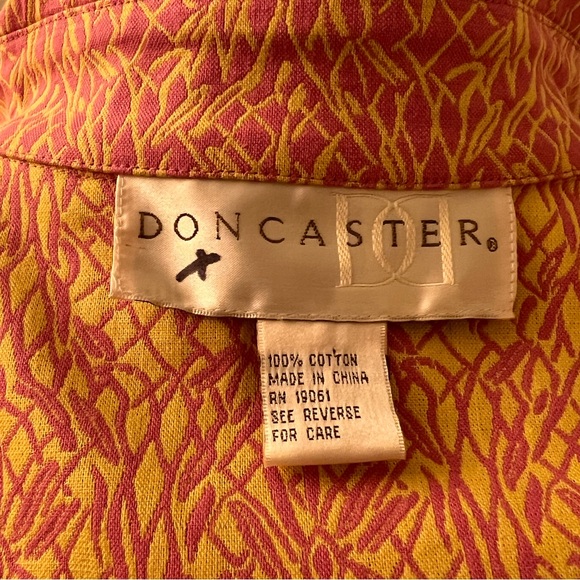 DONCASTER®
100% COTTON
MADE IN CHINA
RN 19061
SEE REVERSE
FOR CARE